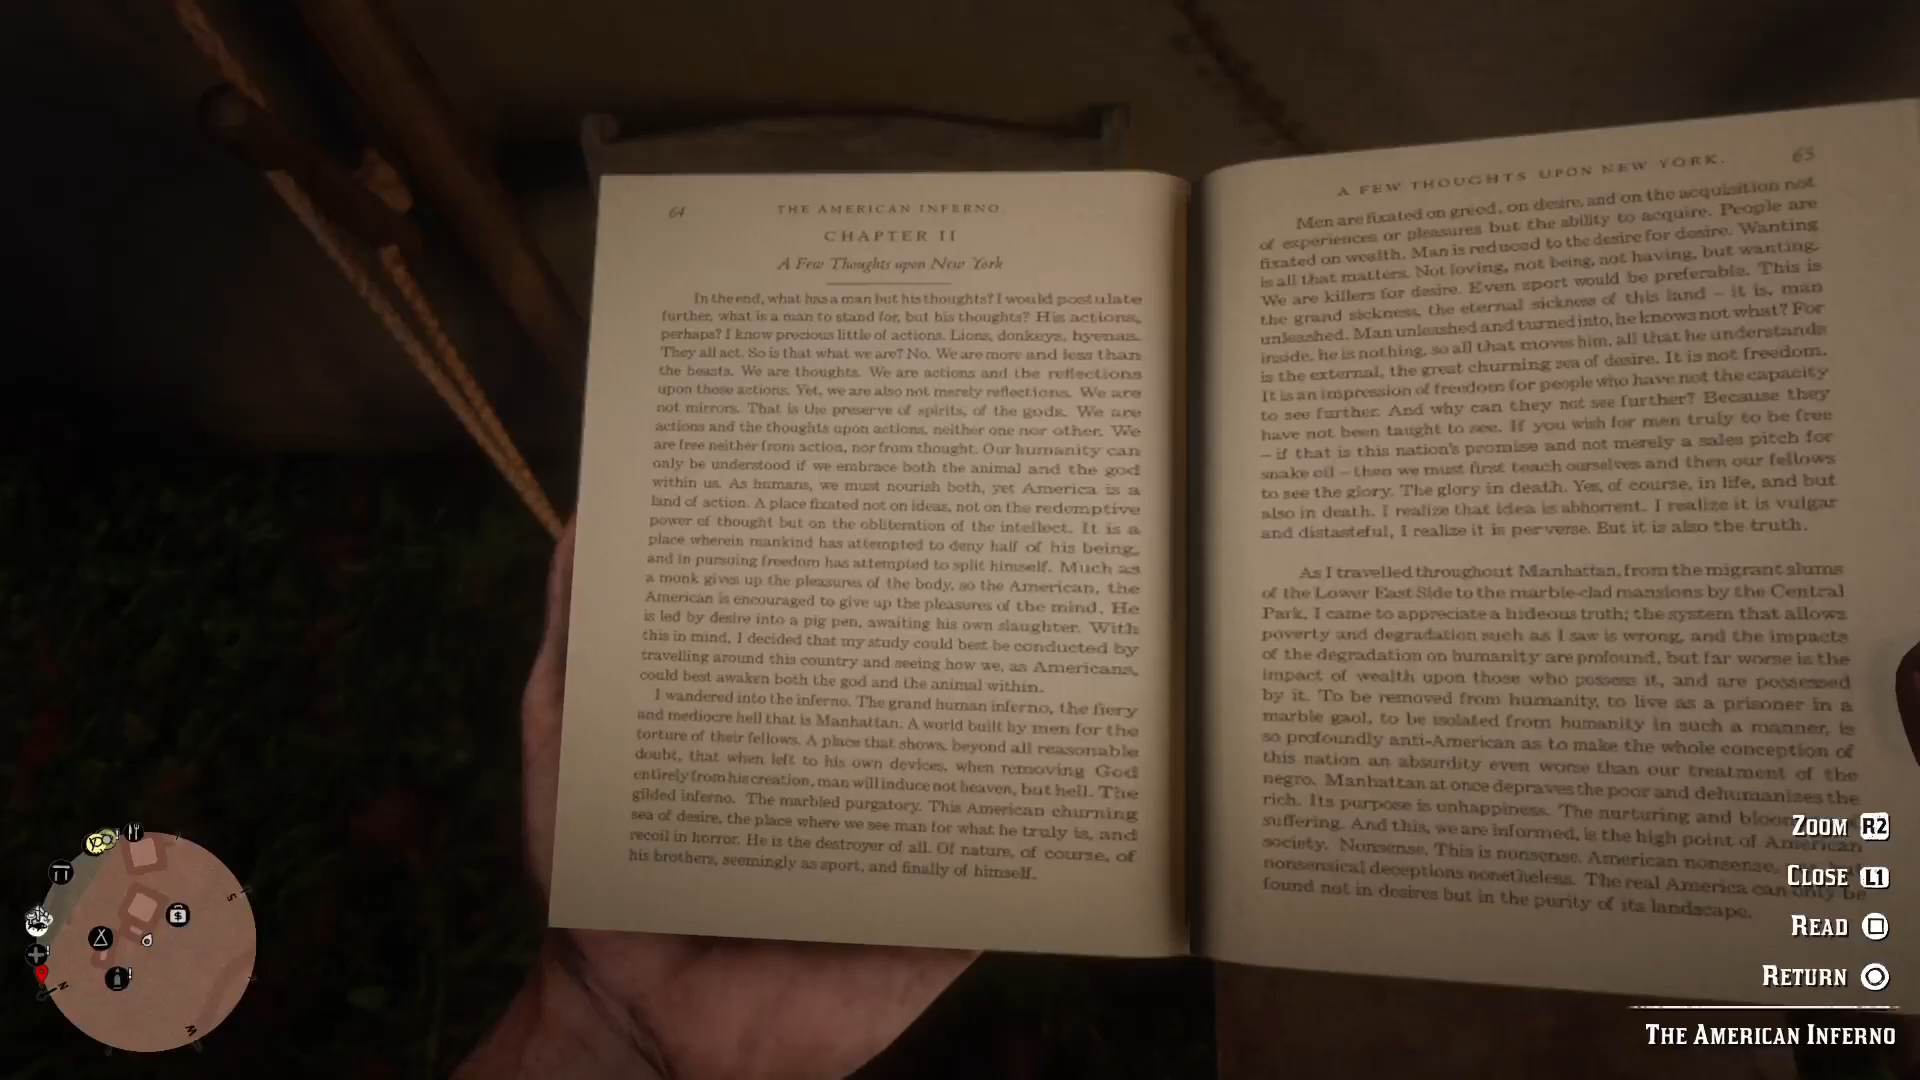 64
THE AMERICAN INFERNO.
CHAPTER II
A Few Thoughts upon New York
In the end, what has a man but his thoughts? I would postulate
further, what is a man to stand for, but his thoughts? His actions,
perhaps? I know precious little of actions. Lions, donkeys, hyenas.
They all act. So is that what we are? No. We are more and less than
the beasts. We are thoughts. We are actions and the reflections
upon those actions. Yet, we are also not merely reflections. We are
not mirrors. That is the preserve of spirits, of the gods. We are
actions and the thoughts upon actions, neither one nor other. We
are free neither from action, nor from thought. Our humanity can
only be understood if we embrace both the animal and the god
within us. As humans, we must nourish both, yet America is a
land of action. A place fixated not on ideas, not on the redemptive
power of thought but on the obliteration of the intellect. It is a
place wherein mankind has attempted to deny half of his being,
and in pursuing freedom has attempted to split himself. Much as
a monk gives up the pleasures of the body, so the American, the
American is encouraged to give up the pleasures of the mind. He
is led by desire into a pig pen, awaiting his own slaughter. With
this in mind, I decided that my study could best be conducted by
travelling around this country and seeing how we, as Americans,
could best awaken both the god and the animal within.
I wandered into the inferno. The grand human inferno, the fiery
and mediocre hell that is Manhattan. A world built by men for the
torture of their fellows. A place that shows, beyond all reasonable
doubt, that when left to his own devices, when removing God
entirely from his creation, man will induce not heaven, but hell. The
gilded inferno. The marbled purgatory. This American churning
sea of desire, the place where we see man for what he truly is, and
recoil in horror. He is the destroyer of all. Of nature, of course, of
his brothers, seemingly as sport, and finally of himself.
A FEW THOUGHTS UPON NEW YORK.
65
Men are fixated on greed, on desire, and on the acquisition not
of experiences or pleasures but the ability to acquire. People are
fixated on wealth. Man is reduced to the desire for desire. Wanting
is all that matters. Not loving, not being, not having, but wanting.
We are killers for desire. Even sport would be preferable. This is
the grand sickness, the eternal sickness of this land – it is, man
unleashed. Man unleashed and turned into, he knows not what? For
inside, he is nothing, so all that moves him, all that he understands
is the external, the great churning sea of desire. It is not freedom.
It is an impression of freedom for people who have not the capacity
to see further. And why can they not see further? Because they
have not been taught to see. If you wish for men truly to be free
– if that is this nation's promise and not merely a sales pitch for
snake oil – then we must first teach ourselves and then our fellows
to see the glory. The glory in death. Yes, of course, in life, and but
also in death. I realize that idea is abhorrent. I realize it is vulgar
and distasteful, I realize it is perverse. But it is also the truth.
As I travelled throughout Manhattan, from the migrant slums
of the Lower East Side to the marble-clad mansions by the Central
Park, I came to appreciate a hideous truth; the system that allows
poverty and degradation such as I saw is wrong, and the impacts
of the degradation on humanity are profound, but far worse is the
impact of wealth upon those who possess it, and are possessed
by it. To be removed from humanity, to live as a prisoner in a
marble gaol, to be isolated from humanity in such a manner, is
so profoundly anti-American as to make the whole conception of
this nation an absurdity even worse than our treatment of the
negro. Manhattan at once depraves the poor and dehumanizes the
rich. Its purpose is unhappiness. The nurturing and bloom
suffering. And this, we are informed, is the high point of American
society. Nonsense. This is nonsense. American nonsense,
nonsensical deceptions nonetheless. The real America can only be
found not in desires but in the purity of its landscape.
ZOOM R2
CLOSE L1
READ
RETURN
THE AMERICAN INFERNO
S
N
W